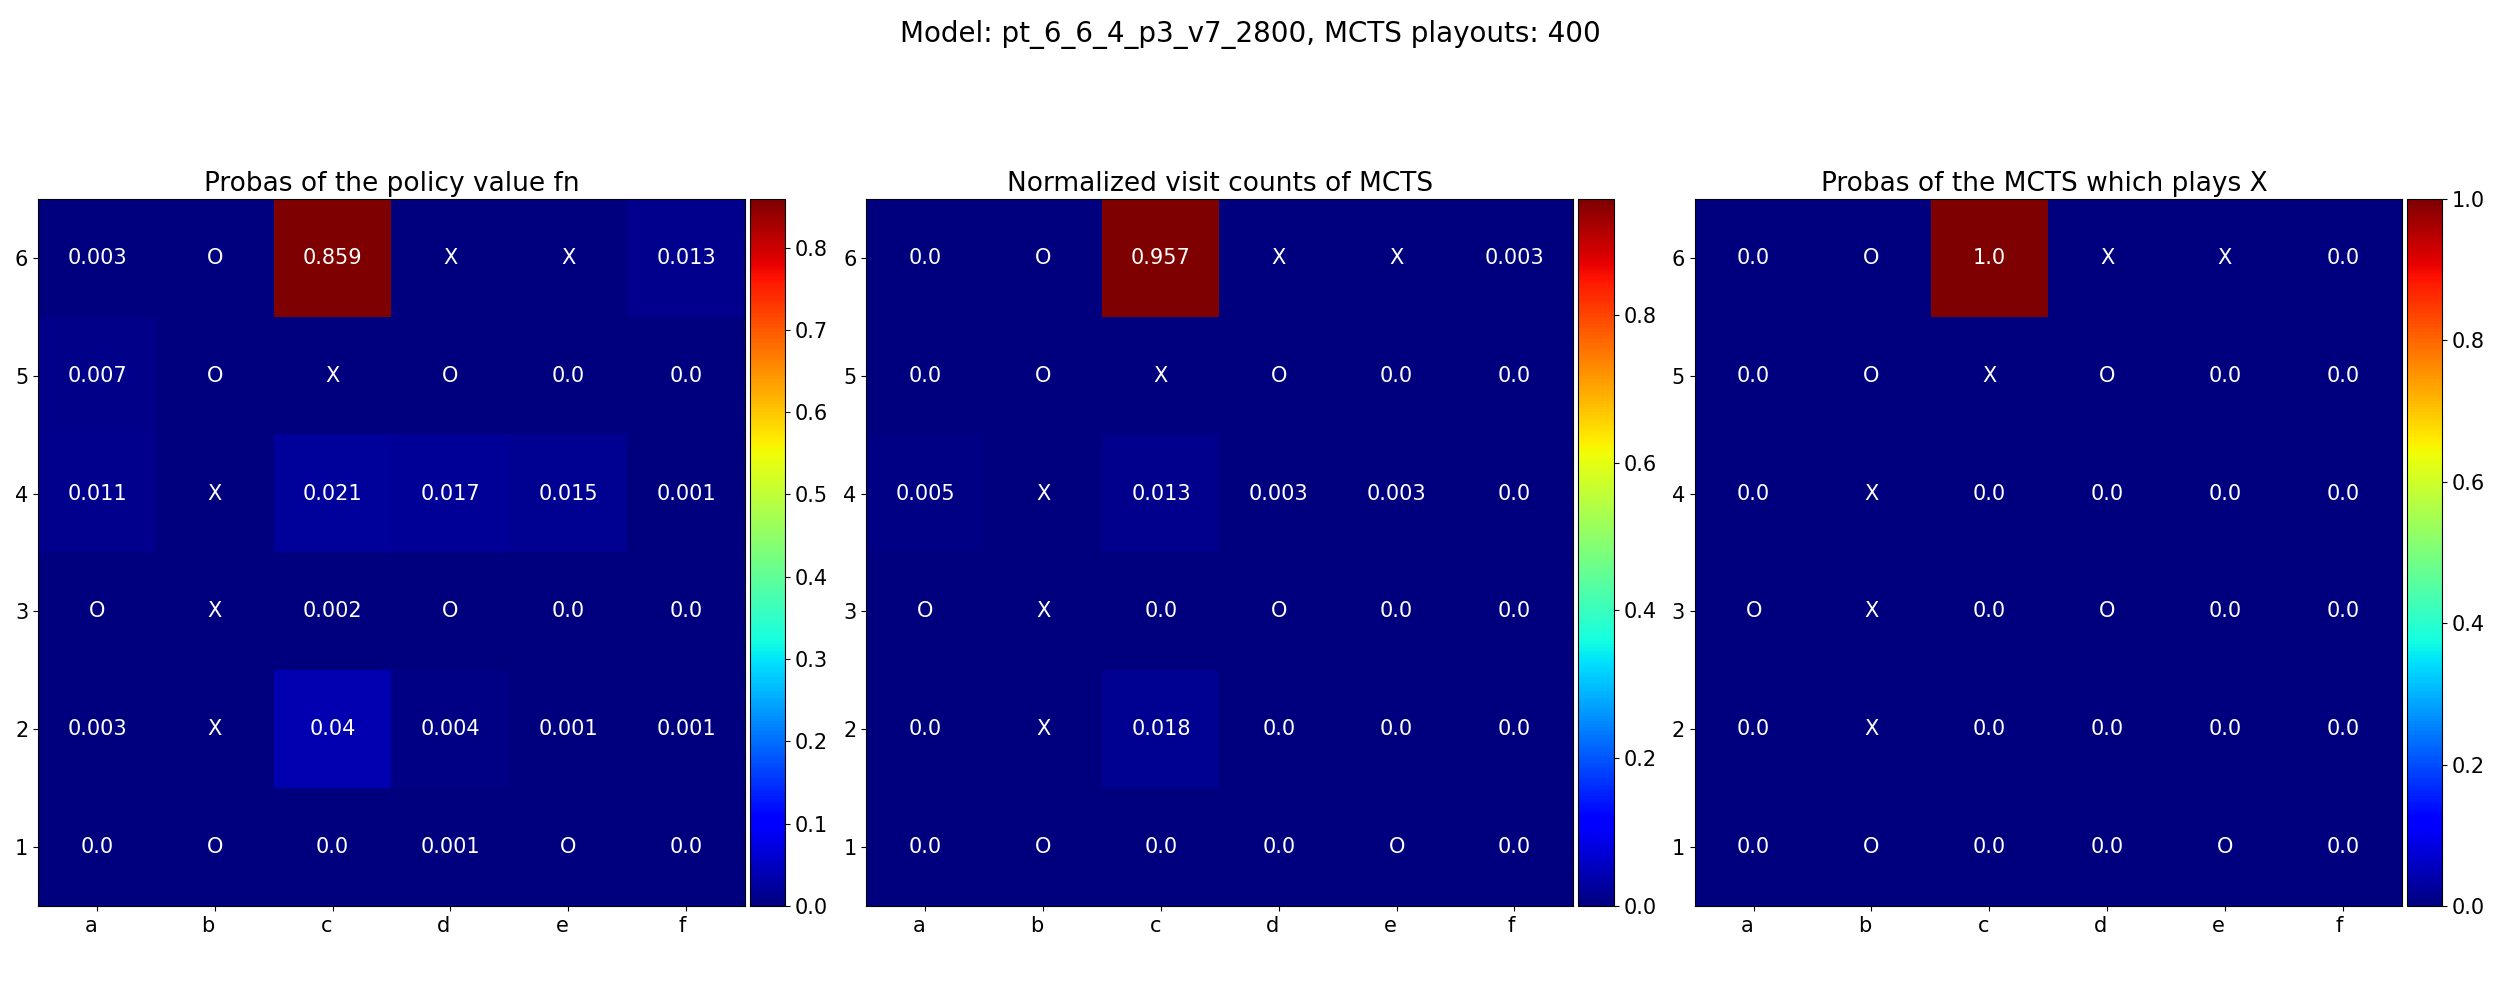 Model: pt_6_6_4_p3_v7_2800, MCTS playouts: 400
Probas of the policy value fn
6 0.003 O 0.859 X X 0.013
5 0.007 O X O 0.0 0.0
4 0.011 X 0.021 0.017 0.015 0.001
3 O X 0.002 O 0.0 0.0
2 0.003 X 0.04 0.004 0.001 0.001
1 0.0 O 0.0 0.001 O 0.0
a b c d e f
0.8
0.7
0.6
0.5
0.4
0.3
0.2
0.1
0.0
Normalized visit counts of MCTS
6 0.0 O 0.957 X X 0.003
5 0.0 O X O 0.0 0.0
4 0.005 X 0.013 0.003 0.003 0.0
3 O X 0.0 O 0.0 0.0
2 0.0 X 0.018 0.0 0.0 0.0
1 0.0 O 0.0 0.0 O 0.0
a b c d e f
0.8
0.6
0.4
0.2
0.0
Probas of the MCTS which plays X
6 0.0 O 1.0 X X 0.0
5 0.0 O X O 0.0 0.0
4 0.0 X 0.0 0.0 0.0 0.0
3 O X 0.0 O 0.0 0.0
2 0.0 X 0.0 0.0 0.0 0.0
1 0.0 O 0.0 0.0 O 0.0
a b c d e f
1.0
0.8
0.6
0.4
0.2
0.0